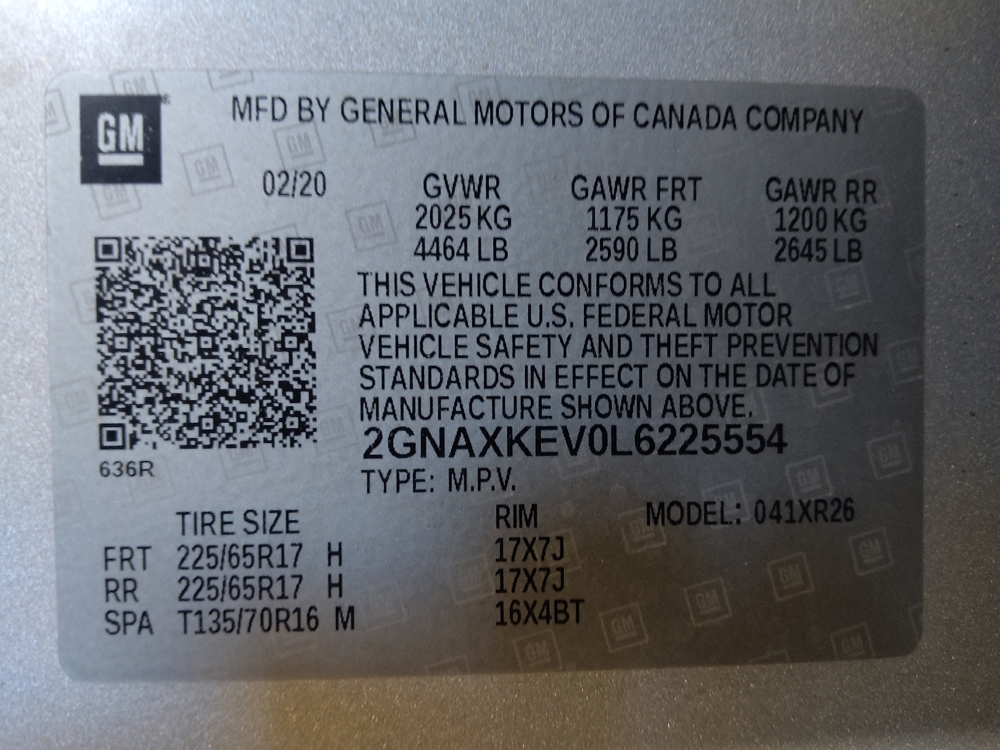 GM
MFD BY GENERAL MOTORS OF CANADA COMPANY
02/20 GVWR GAWR FRT GAWR RR
2025 KG 1175 KG 1200 KG
4464 LB 2590 LB 2645 LB
THIS VEHICLE CONFORMS TO ALL
APPLICABLE U.S. FEDERAL MOTOR
VEHICLE SAFETY AND THEFT PREVENTION
STANDARDS IN EFFECT ON THE DATE OF
MANUFACTURE SHOWN ABOVE.
2GNAXKEV0L6225554
636R
TYPE: M.P.V.
TIRE SIZE RIM MODEL: 041XR26
FRT 225/65R17 H 17X7J
RR 225/65R17 H 17X7J
SPA T135/70R16 M 16X4BT